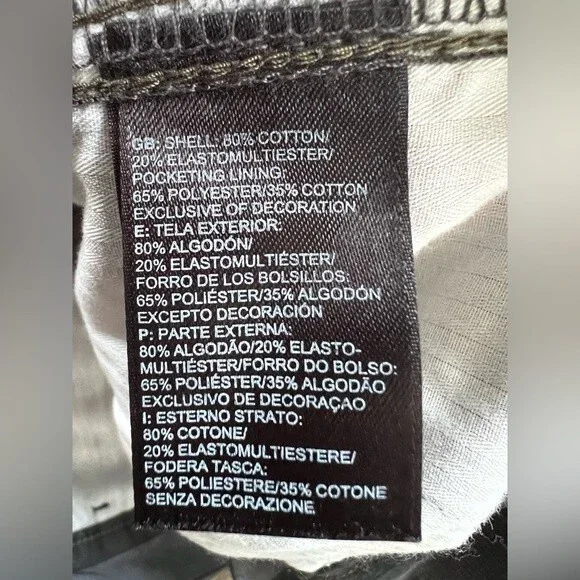 GB: SHELL: 80% COTTON/
20% ELASTOMULTIESTER/
POCKETING LINING:
65% POLYESTER/35% COTTON
EXCLUSIVE OF DECORATION
E: TELA EXTERIOR:
80% ALGODÓN/
20% ELASTOMULTIÉSTER/
FORRO DE LOS BOLSILLOS:
65% POLIÉSTER/35% ALGODÓN
EXCEPTO DECORACIÓN
P: PARTE EXTERNA:
80% ALGODÃO/20% ELASTO-
MULTIÉSTER/FORRO DO BOLSO:
65% POLIÉSTER/35% ALGODÃO
EXCLUSIVO DE DECORAÇAO
I: ESTERNO STRATO:
80% COTONE/
20% ELASTOMULTIESTERE/
FODERA TASCA:
65% POLIESTERE/35% COTONE
SENZA DECORAZIONE